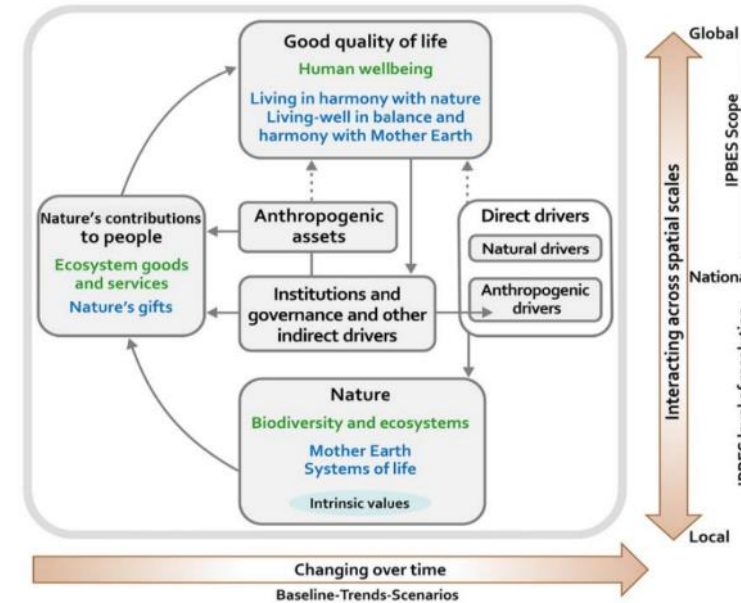 Good quality of life
Human wellbeing
Living in harmony with nature
Living-well in balance and
harmony with Mother Earth
Nature's contributions
to people
Ecosystem goods
and services
Nature's gifts
Anthropogenic
assets
Institutions and
governance and other
indirect drivers
Direct drivers
Natural drivers
Anthropogenic
drivers
Nature
Biodiversity and ecosystems
Mother Earth
Systems of life
Intrinsic values
Changing over time
Baseline-Trends-Scenarios
Interacting across spatial scales
Global
IPBES Scope
Nationa
Local